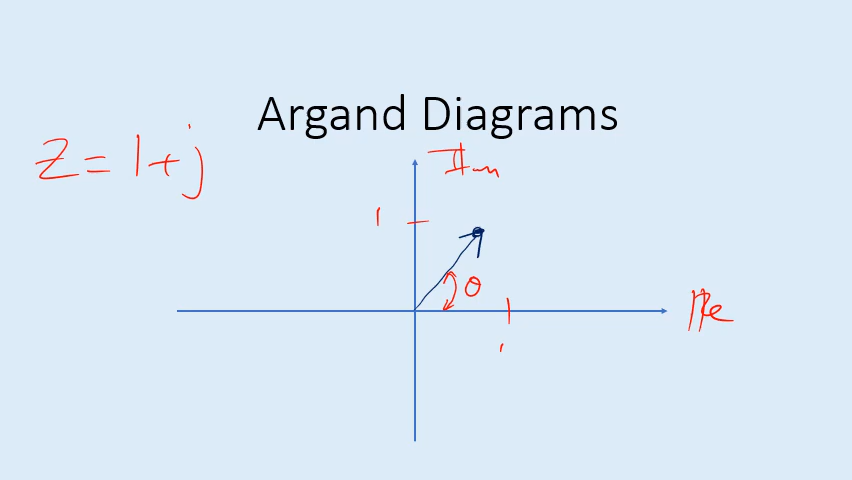 Argand Diagrams
z = 1 + j
Im
1
θ
Re
1